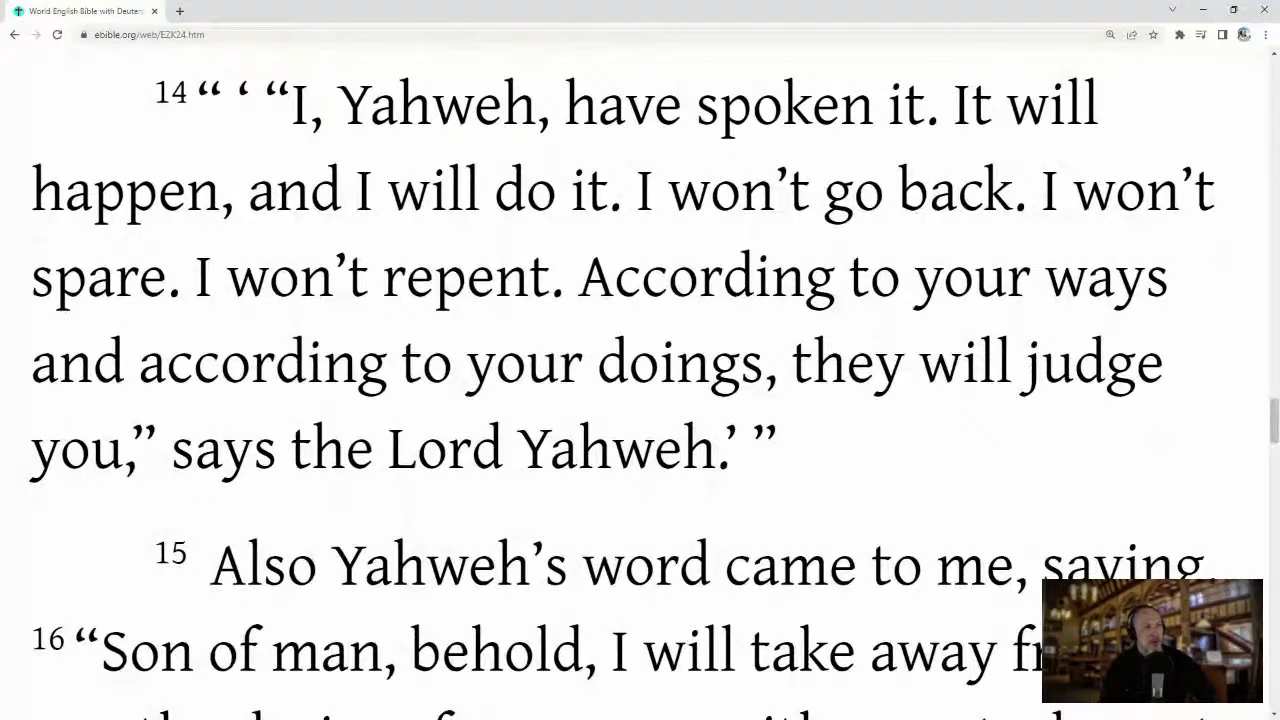 World English Bible with Deuter
ebible.org/web/EZK24.htm
14 “ ‘ “I, Yahweh, have spoken it. It will
happen, and I will do it. I won’t go back. I won’t
spare. I won’t repent. According to your ways
and according to your doings, they will judge
you,” says the Lord Yahweh.’ ”
15 Also Yahweh’s word came to me, saying,
16 “Son of man, behold, I will take away